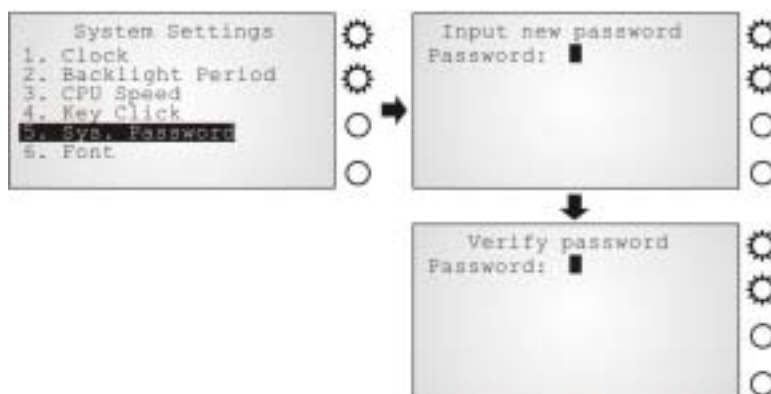 System Settings
1. Clock
2. Backlight Period
3. CPU Speed
4. Key Click
5. Sys. Password
6. Font
Input new password
Password:
Verify password
Password: